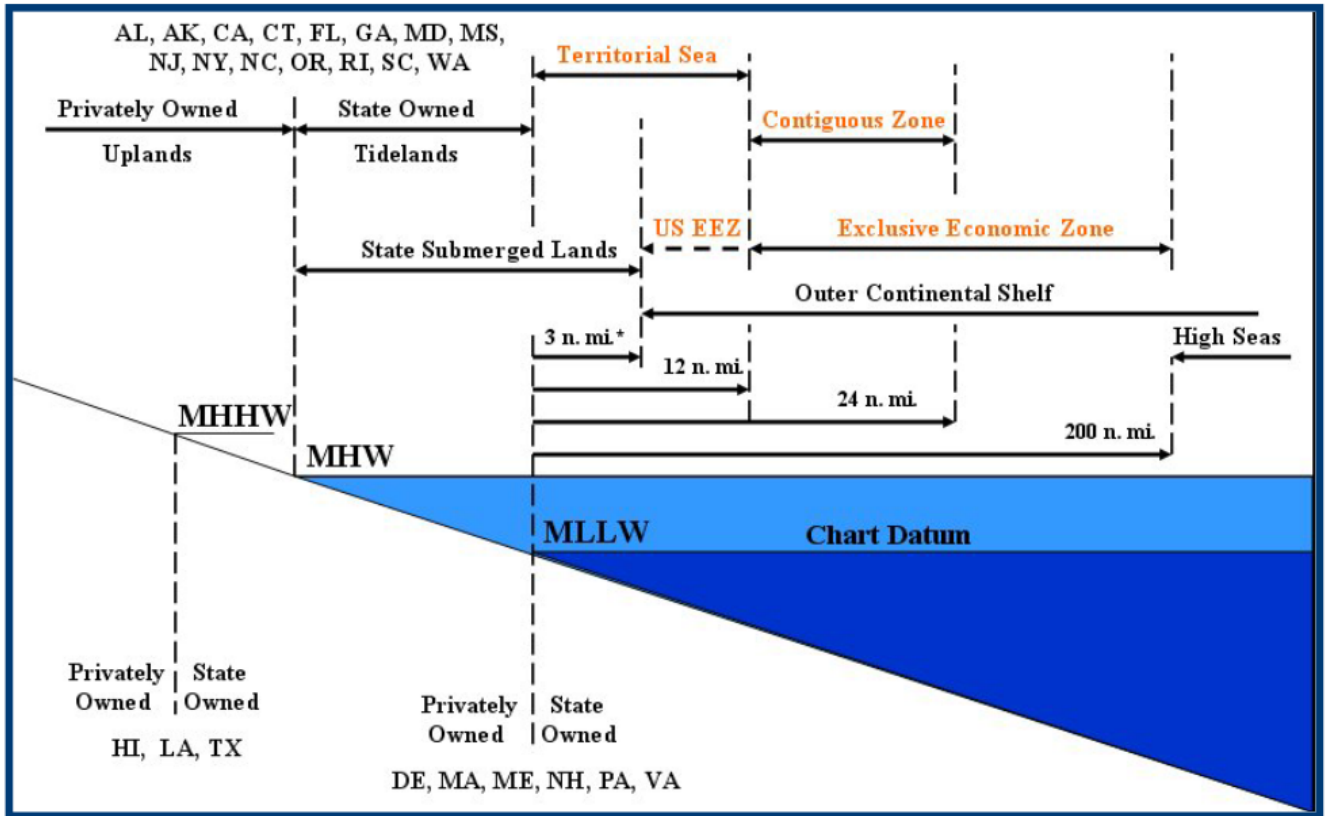 AL, AK, CA, CT, FL, GA, MD, MS,
NJ, NY, NC, OR, RI, SC, WA
Territorial Sea
Privately Owned
State Owned
Contiguous Zone
Uplands
Tidelands
US EEZ
Exclusive Economic Zone
State Submerged Lands
Outer Continental Shelf
3 n. mi.*
High Seas
12 n. mi.
24 n. mi.
200 n. mi.
MHHW
MHW
MLLW
Chart Datum
Privately
Owned
State
Owned
HI, LA, TX
Privately
Owned
State
Owned
DE, MA, ME, NH, PA, VA